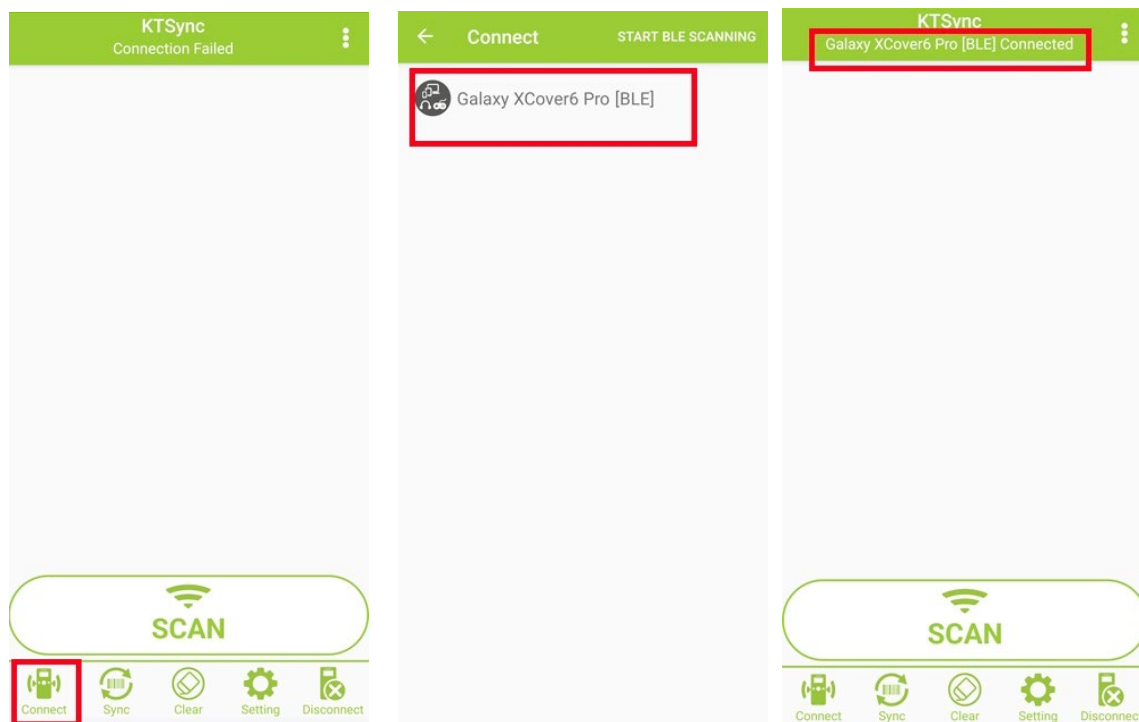 KTSync
Connection Failed
SCAN
Connect Sync Clear Setting Disconnect
Connect START BLE SCANNING
Galaxy XCover6 Pro [BLE]
KTSync
Galaxy XCover6 Pro [BLE] Connected
SCAN
Connect Sync Clear Setting Disconnect